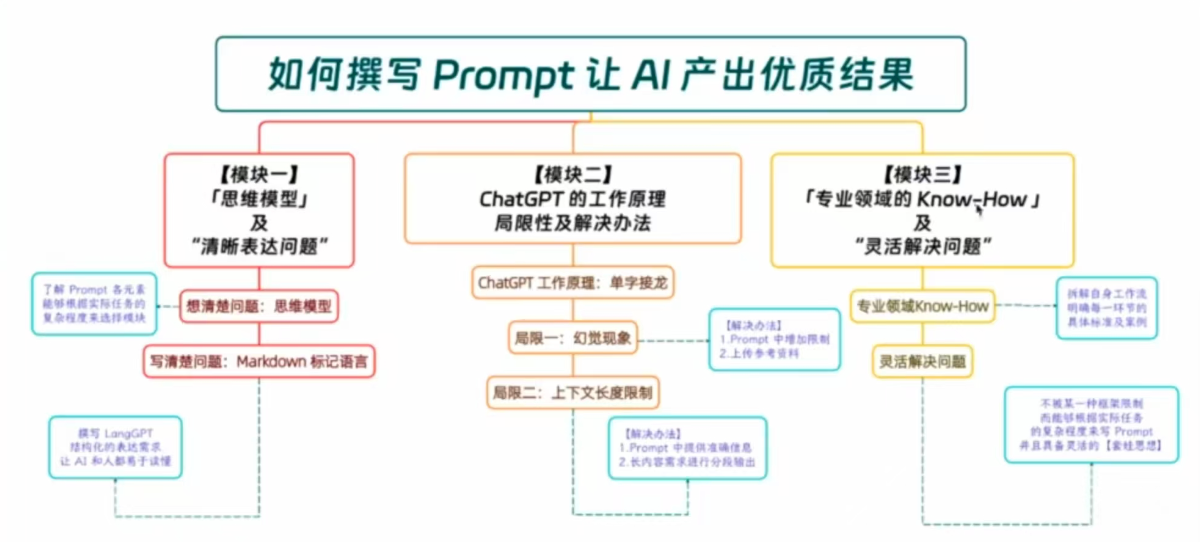 如何撰写 Prompt 让 AI 产出优质结果
【模块一】
「思维模型」
及
“清晰表达问题”
了解 Prompt 各元素
能够根据实际任务的
复杂程度来选择模块
想清楚问题：思维模型
写清楚问题：Markdown 标记语言
撰写 LangGPT
结构化的表达需求
让 AI 和人都易于读懂
【模块二】
ChatGPT 的工作原理
局限性及解决办法
ChatGPT 工作原理：单字接龙
局限一：幻觉现象
【解决办法】
1.Prompt 中增加限制
2.上传参考资料
局限二：上下文长度限制
【解决办法】
1.Prompt 中提供准确信息
2.长内容需求进行分段输出
【模块三】
「专业领域的 Know-How 」
及
“灵活解决问题”
专业领域Know-How
拆解自身工作流
明确每一环节的
具体标准及案例
灵活解决问题
不被某一种框架限制
而能够根据实际任务
的复杂程度来写 Prompt
并且具备灵活的【套娃思想】